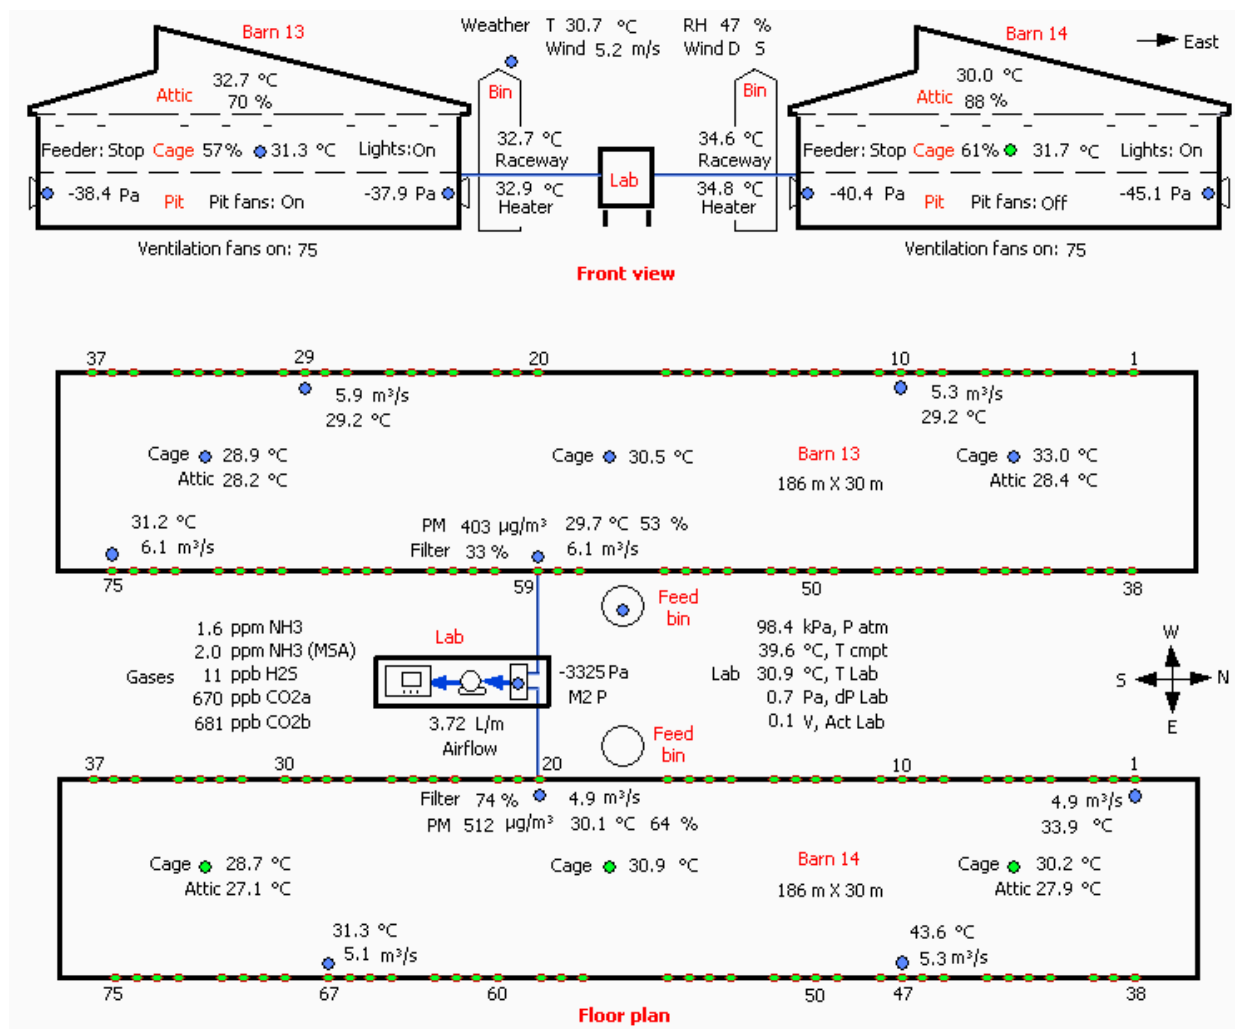 Weather T 30.7 °C RH 47 %
Wind 5.2 m/s Wind D S
Barn 13
Barn 14
East
32.7 °C
Attic
70 %
Bin
Bin
30.0 °C
Attic
88 %
Feeder: Stop Cage 57% 31.3 °C Lights:On
32.7 °C
Raceway
34.6 °C
Raceway
Feeder: Stop Cage 61% 31.7 °C Lights: On
-38.4 Pa Pit Pit fans: On -37.9 Pa
32.9 °C
Heater
Lab
34.8 °C
Heater
-40.4 Pa Pit Pit fans: Off -45.1 Pa
Ventilation fans on: 75
Ventilation fans on: 75
Front view
37 29 20 10 1
5.9 m³/s
29.2 °C
5.3 m³/s
29.2 °C
Cage 28.9 °C
Attic 28.2 °C
Cage 30.5 °C
Barn 13
186 m X 30 m
Cage 33.0 °C
Attic 28.4 °C
31.2 °C
6.1 m³/s
PM 403 µg/m³ 29.7 °C 53 %
Filter 33 % 6.1 m³/s
75 59 50 38
Feed
bin
Gases
1.6 ppm NH3
2.0 ppm NH3 (MSA)
11 ppb H2S
670 ppb CO2a
681 ppb CO2b
Lab
-3325 Pa
M2 P
3.72 L/m
Airflow
Lab
98.4 kPa, P atm
39.6 °C, T cmpt
30.9 °C, T Lab
0.7 Pa, dP Lab
0.1 V, Act Lab
W
S N
E
Feed
bin
37 30 20 10 1
Filter 74 % 4.9 m³/s
PM 512 µg/m³ 30.1 °C 64 %
4.9 m³/s
33.9 °C
Cage 28.7 °C
Attic 27.1 °C
Cage 30.9 °C
Barn 14
186 m X 30 m
Cage 30.2 °C
Attic 27.9 °C
31.3 °C
5.1 m³/s
43.6 °C
5.3 m³/s
75 67 60 50 47 38
Floor plan